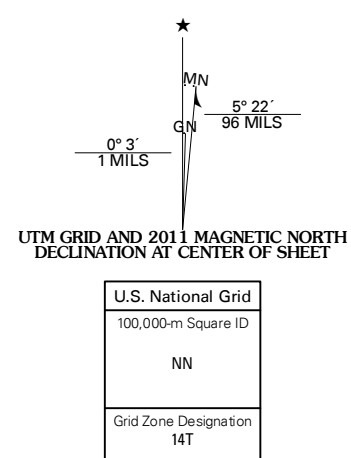 ★
MN
5° 22´
96 MILS
GN
0° 3´
1 MILS
UTM GRID AND 2011 MAGNETIC NORTH
DECLINATION AT CENTER OF SHEET
U.S. National Grid
100,000-m Square ID
NN
Grid Zone Designation
14T